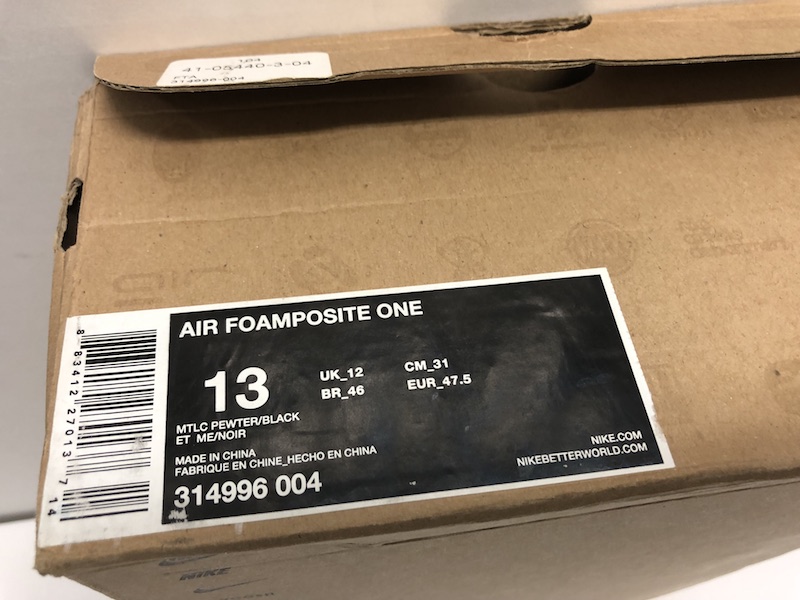 41-05440-3-04
314996-004
AIR FOAMPOSITE ONE
13
UK_12
CM_31
BR_46
EUR_47.5
MTLC PEWTER/BLACK
ET ME/NOIR
MADE IN CHINA
FABRIQUE EN CHINE_HECHO EN CHINA
314996 004
NIKE.COM
NIKEBETTERWORLD.COM
8 83412 27013 7 14
NIKE